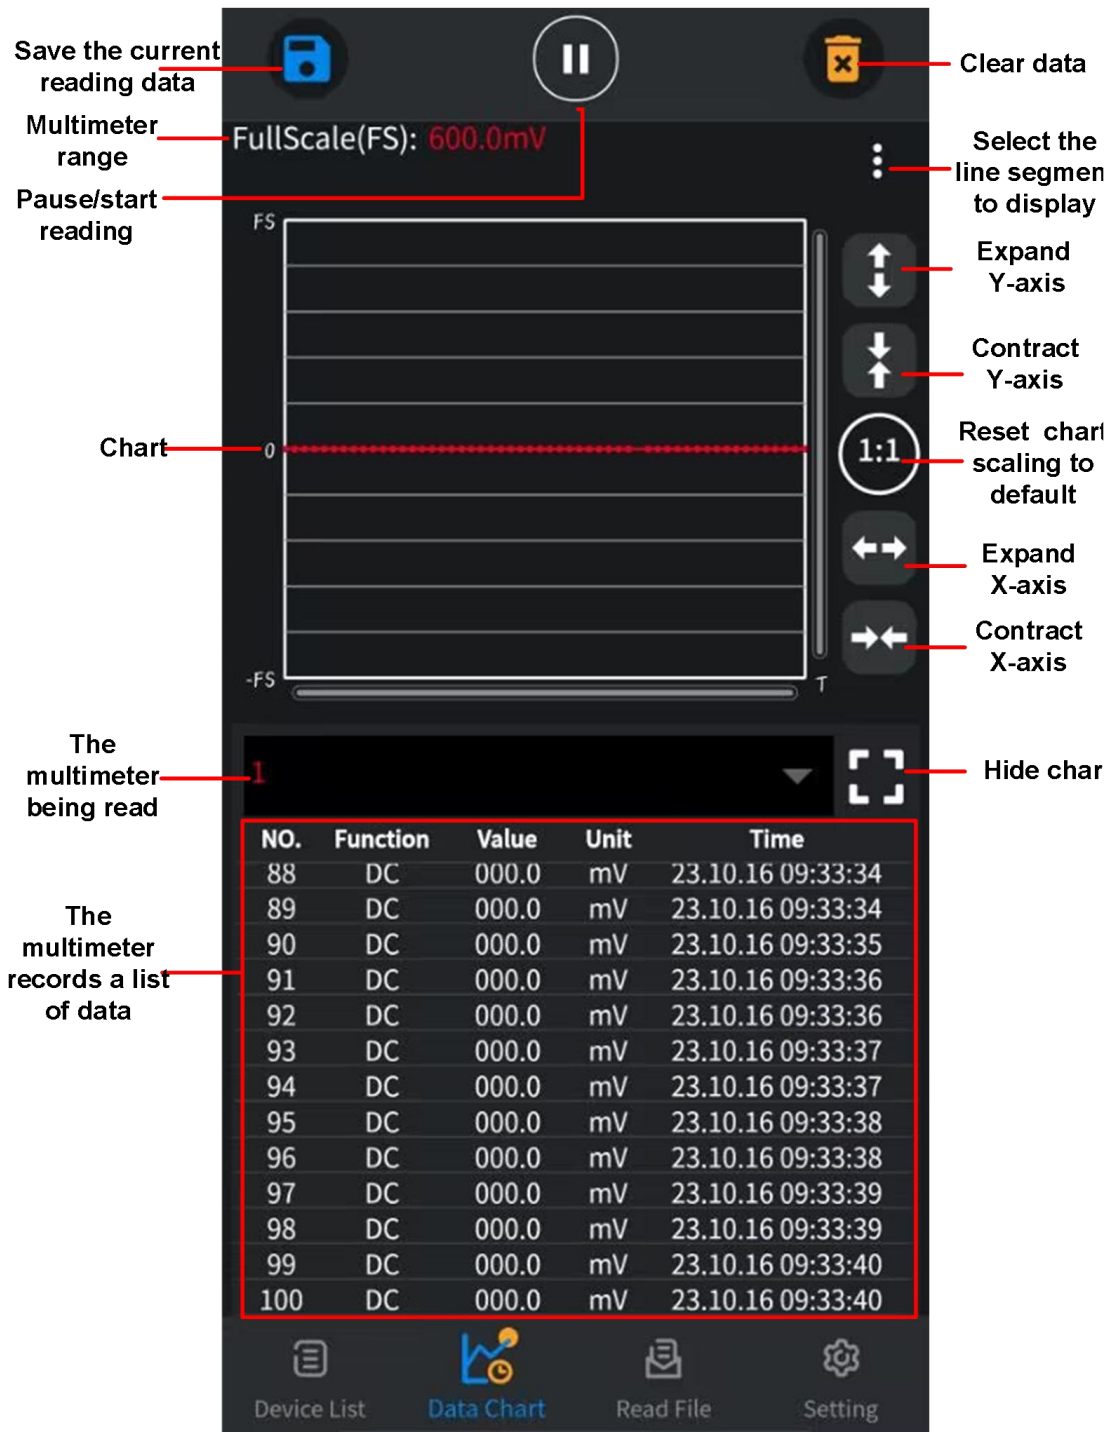 Save the current
reading data
Clear data
Multimeter
range
FullScale(FS): 600.0mV
Select the
line segmen
to display
Pause/start
reading
FS
Expand
Y-axis
Contract
Y-axis
Chart
0
1:1
Reset chart
scaling to
default
Expand
X-axis
Contract
X-axis
-FS
T
The
multimeter
being read
1
Hide char
NO. Function Value Unit Time
88 DC 000.0 mV 23.10.16 09:33:34
89 DC 000.0 mV 23.10.16 09:33:34
90 DC 000.0 mV 23.10.16 09:33:35
91 DC 000.0 mV 23.10.16 09:33:36
92 DC 000.0 mV 23.10.16 09:33:36
93 DC 000.0 mV 23.10.16 09:33:37
94 DC 000.0 mV 23.10.16 09:33:37
95 DC 000.0 mV 23.10.16 09:33:38
96 DC 000.0 mV 23.10.16 09:33:38
97 DC 000.0 mV 23.10.16 09:33:39
98 DC 000.0 mV 23.10.16 09:33:39
99 DC 000.0 mV 23.10.16 09:33:40
100 DC 000.0 mV 23.10.16 09:33:40
The
multimeter
records a list
of data
Device List
Data Chart
Read File
Setting